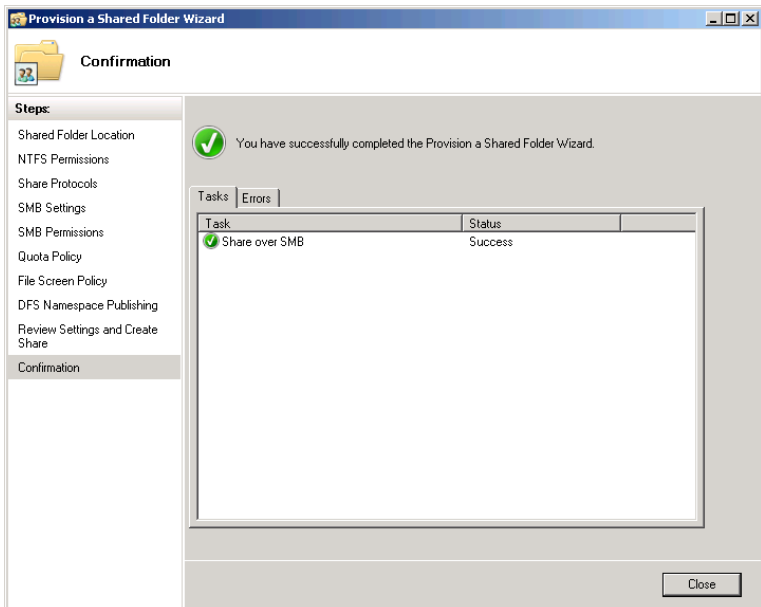 Provision a Shared Folder Wizard
Confirmation
Steps:
Shared Folder Location
NTFS Permissions
Share Protocols
SMB Settings
SMB Permissions
Quota Policy
File Screen Policy
DFS Namespace Publishing
Review Settings and Create
Share
Confirmation
You have successfully completed the Provision a Shared Folder Wizard.
Tasks Errors
Task Status
Share over SMB Success
Close